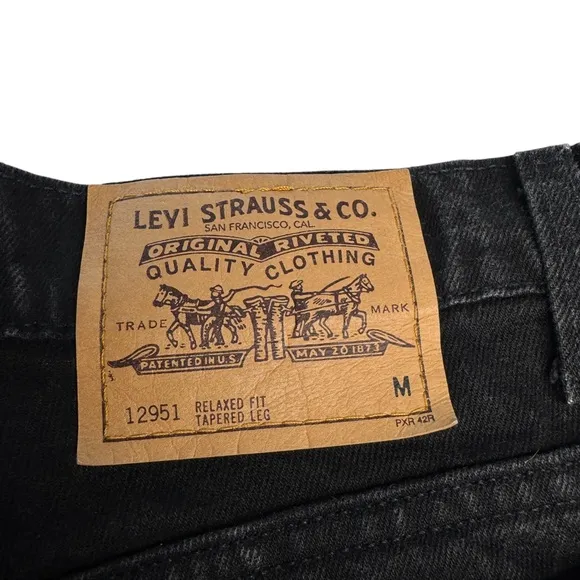 LEVI STRAUSS & CO.
SAN FRANCISCO, CAL.
ORIGINAL RIVETED
QUALITY CLOTHING
TRADE MARK
PATENTED IN U.S. MAY 20 1873
M
12951 RELAXED FIT
TAPERED LEG
PXR 42R